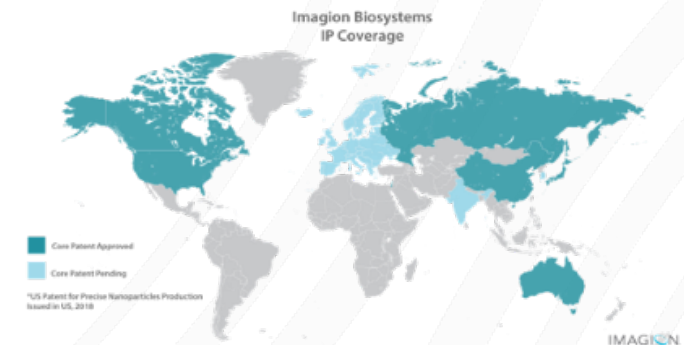 Imagion Biosystems
IP Coverage
Core Patent Approved
Core Patent Pending
*US Patent for Precise Nanoparticles Production
Issued in US, 2018
IMAGION